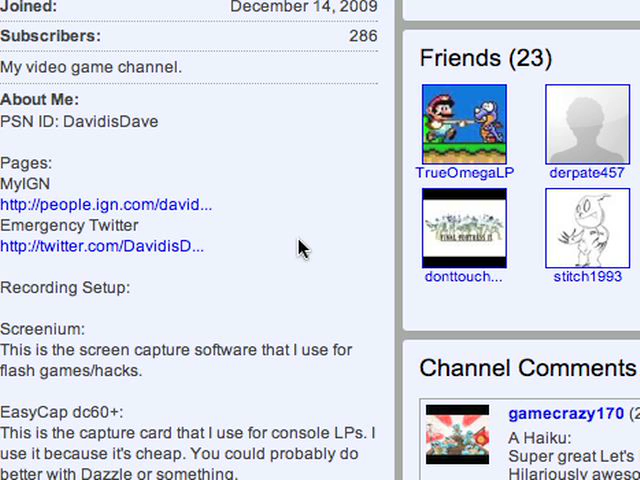 Joined: December 14, 2009
Subscribers: 286
My video game channel.
About Me:
PSN ID: DavidisDave
Pages:
MyIGN
http://people.ign.com/david...
Emergency Twitter
http://twitter.com/DavidisD...
Recording Setup:
Screenium:
This is the screen capture software that I use for
flash games/hacks.
EasyCap dc60+:
This is the capture card that I use for console LPs. I
use it because it's cheap. You could probably do
better with Dazzle or something.
Friends (23)
TrueOmegaLP
derpate457
FINAL FORTRESS II
donttouch...
stitch1993
Channel Comments
gamecrazy170 (2
A Haiku:
Super great Let's
Hilariously aweso